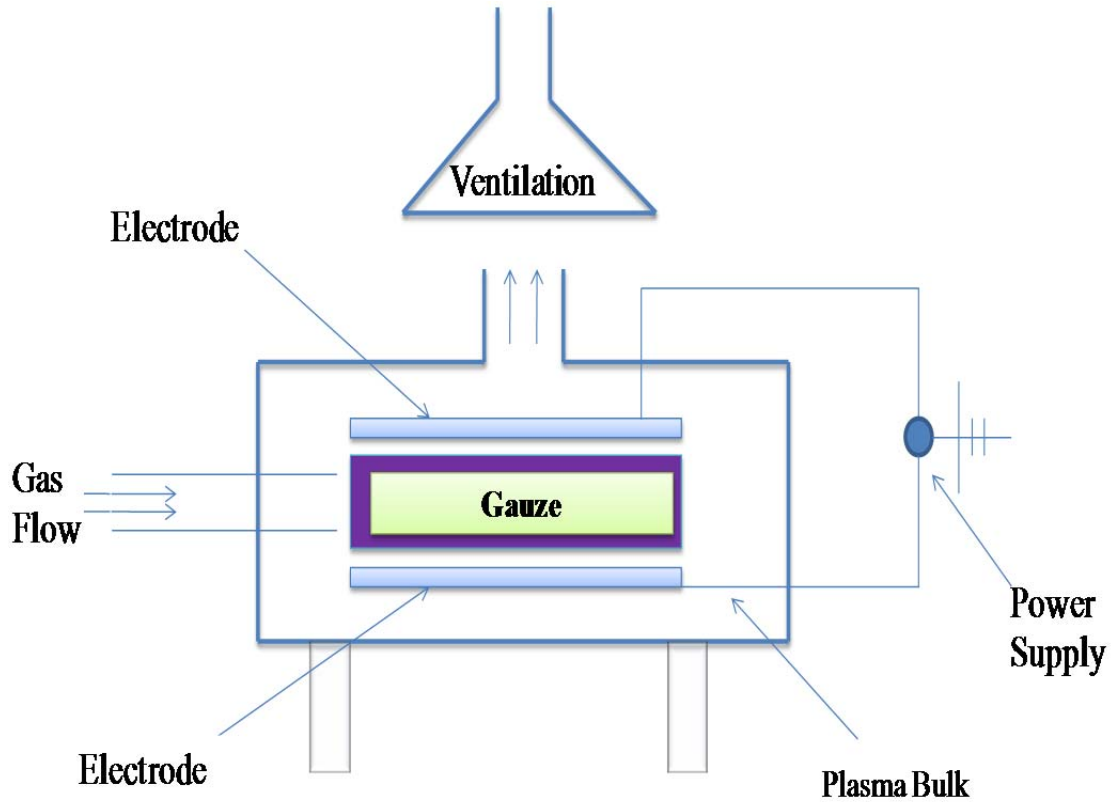 Ventilation
Electrode
Gas
Flow
Gauze
Power
Supply
Electrode
Plasma Bulk